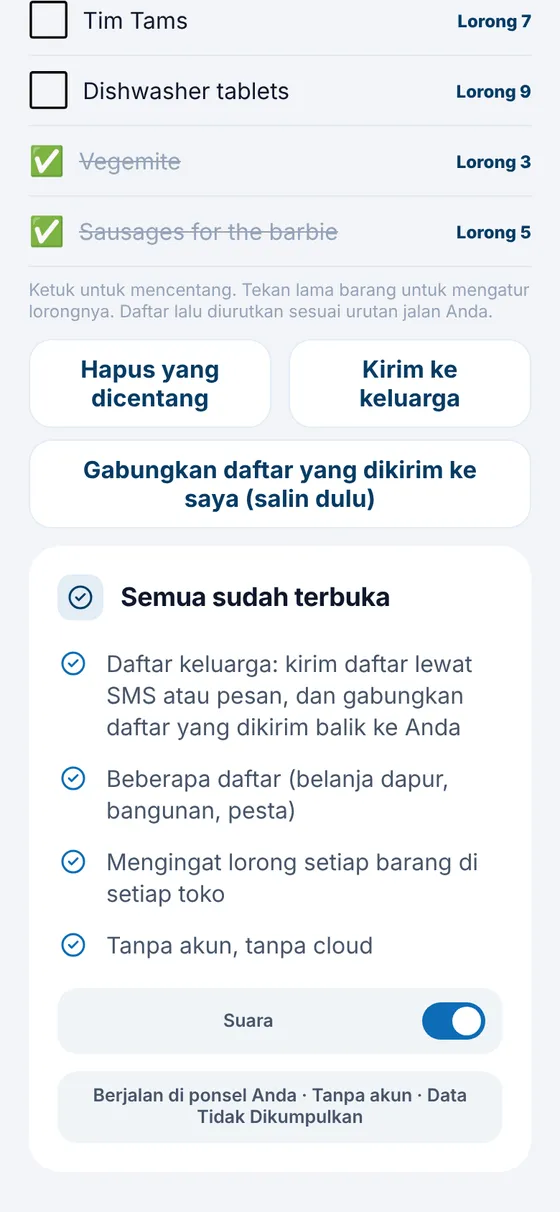 Tim Tams
Lorong 7
Dishwasher tablets
Lorong 9
Vegemite
Lorong 3
Sausages for the barbie
Lorong 5
Ketuk untuk mencentang. Tekan lama barang untuk mengatur
lorongnya. Daftar lalu diurutkan sesuai urutan jalan Anda.
Hapus yang
dicentang
Kirim ke
keluarga
Gabungkan daftar yang dikirim ke
saya (salin dulu)
Semua sudah terbuka
Daftar keluarga: kirim daftar lewat
SMS atau pesan, dan gabungkan
daftar yang dikirim balik ke Anda
Beberapa daftar (belanja dapur,
bangunan, pesta)
Mengingat lorong setiap barang di
setiap toko
Tanpa akun, tanpa cloud
Suara
Berjalan di ponsel Anda · Tanpa akun · Data
Tidak Dikumpulkan